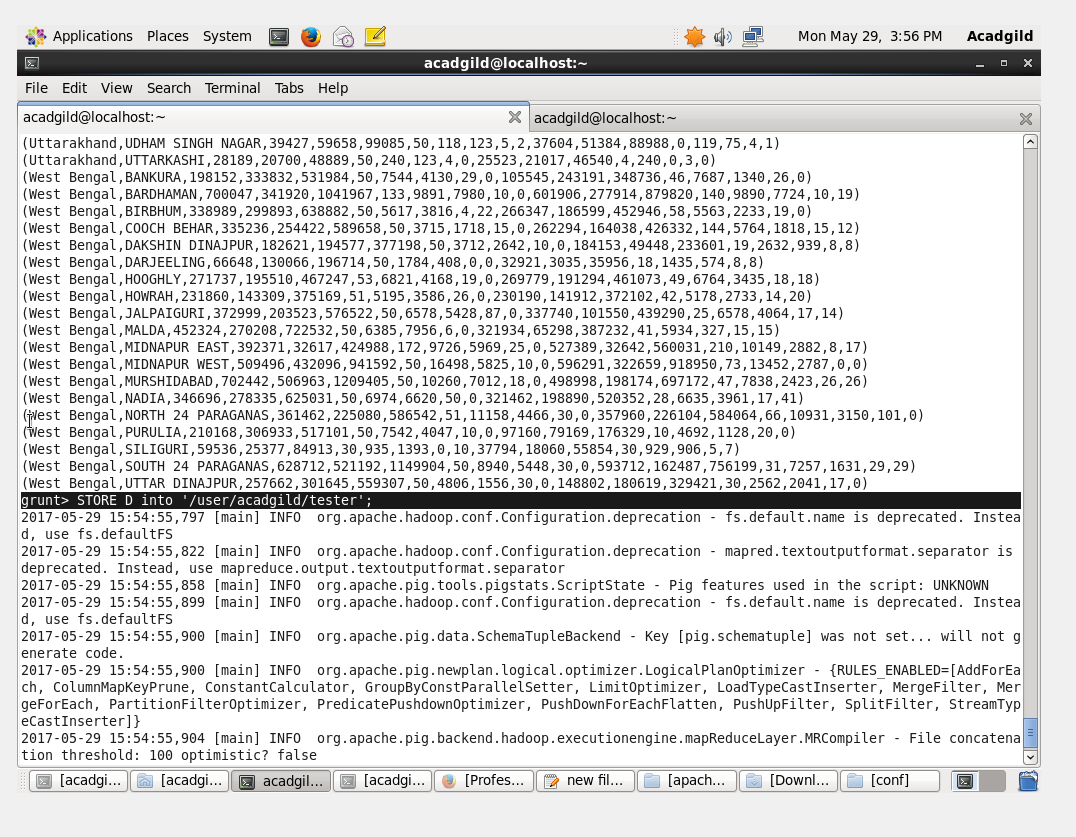 Applications Places System Mon May 29, 3:56 PM Acadgild
acadgild@localhost:~
File Edit View Search Terminal Tabs Help
acadgild@localhost:~ acadgild@localhost:~
(Uttarakhand,UDHAM SINGH NAGAR,39427,59658,99085,50,118,123,5,2,37604,51384,88988,0,119,75,4,1)
(Uttarakhand,UTTARKASHI,28189,20700,48889,50,240,123,4,0,25523,21017,46540,4,240,0,3,0)
(West Bengal,BANKURA,198152,333832,531984,50,7544,4130,29,0,105545,243191,348736,46,7687,1340,26,0)
(West Bengal,BARDHAMAN,700047,341920,1041967,133,9891,7980,10,0,601906,277914,879820,140,9890,7724,10,19)
(West Bengal,BIRBHUM,338989,299893,638882,50,5617,3816,4,22,266347,186599,452946,58,5563,2233,19,0)
(West Bengal,COOCH BEHAR,335236,254422,589658,50,3715,1718,15,0,262294,164038,426332,144,5764,1818,15,12)
(West Bengal,DAKSHIN DINAJPUR,182621,194577,377198,50,3712,2642,10,0,184153,49448,233601,19,2632,939,8,8)
(West Bengal,DARJEELING,66648,130066,196714,50,1784,408,0,0,32921,3035,35956,18,1435,574,8,8)
(West Bengal,HOOGHLY,271737,195510,467247,53,6821,4168,19,0,269779,191294,461073,49,6764,3435,18,18)
(West Bengal,HOWRAH,231860,143309,375169,51,5195,3586,26,0,230190,141912,372102,42,5178,2733,14,20)
(West Bengal,JALPAIGURI,372999,203523,576522,50,6578,5428,87,0,337740,101550,439290,25,6578,4064,17,14)
(West Bengal,MALDA,452324,270208,722532,50,6385,7956,6,0,321934,65298,387232,41,5934,327,15,15)
(West Bengal,MIDNAPUR EAST,392371,32617,424988,172,9726,5969,25,0,527389,32642,560031,210,10149,2882,8,17)
(West Bengal,MIDNAPUR WEST,509496,432096,941592,50,16498,5825,10,0,596291,322659,918950,73,13452,2787,0,0)
(West Bengal,MURSHIDABAD,702442,506963,1209405,50,10260,7012,18,0,498998,198174,697172,47,7838,2423,26,26)
(West Bengal,NADIA,346696,278335,625031,50,6974,6620,50,0,321462,198890,520352,28,6635,3961,17,41)
(West Bengal,NORTH 24 PARAGANAS,361462,225080,586542,51,11158,4466,30,0,357960,226104,584064,66,10931,3150,101,0)
(West Bengal,PURULIA,210168,306933,517101,50,7542,4047,10,0,97160,79169,176329,10,4692,1128,20,0)
(West Bengal,SILIGURI,59536,25377,84913,30,935,1393,0,10,37794,18060,55854,30,929,906,5,7)
(West Bengal,SOUTH 24 PARAGANAS,628712,521192,1149904,50,8940,5448,30,0,593712,162487,756199,31,7257,1631,29,29)
(West Bengal,UTTAR DINAJPUR,257662,301645,559307,50,4806,1556,30,0,148802,180619,329421,30,2562,2041,17,0)
grunt> STORE D into '/user/acadgild/tester';
2017-05-29 15:54:55,797 [main] INFO  org.apache.hadoop.conf.Configuration.deprecation - fs.default.name is deprecated. Instea
d, use fs.defaultFS
2017-05-29 15:54:55,822 [main] INFO  org.apache.hadoop.conf.Configuration.deprecation - mapred.textoutputformat.separator is
deprecated. Instead, use mapreduce.output.textoutputformat.separator
2017-05-29 15:54:55,858 [main] INFO  org.apache.pig.tools.pigstats.ScriptState - Pig features used in the script: UNKNOWN
2017-05-29 15:54:55,899 [main] INFO  org.apache.hadoop.conf.Configuration.deprecation - fs.default.name is deprecated. Instea
d, use fs.defaultFS
2017-05-29 15:54:55,900 [main] INFO  org.apache.pig.data.SchemaTupleBackend - Key [pig.schematuple] was not set... will not g
enerate code.
2017-05-29 15:54:55,900 [main] INFO  org.apache.pig.newplan.logical.optimizer.LogicalPlanOptimizer - {RULES_ENABLED=[AddForEa
ch, ColumnMapKeyPrune, ConstantCalculator, GroupByConstParallelSetter, LimitOptimizer, LoadTypeCastInserter, MergeFilter, Mer
geForEach, PartitionFilterOptimizer, PredicatePushdownOptimizer, PushDownForEachFlatten, PushUpFilter, SplitFilter, StreamTyp
eCastInserter]}
2017-05-29 15:54:55,904 [main] INFO  org.apache.pig.backend.hadoop.executionengine.mapReduceLayer.MRCompiler - File concatena
tion threshold: 100 optimistic? false
[acadgi... [acadgi... acadgil... [acadgi... [Profes... new fil... [apach... [Downl... [conf]